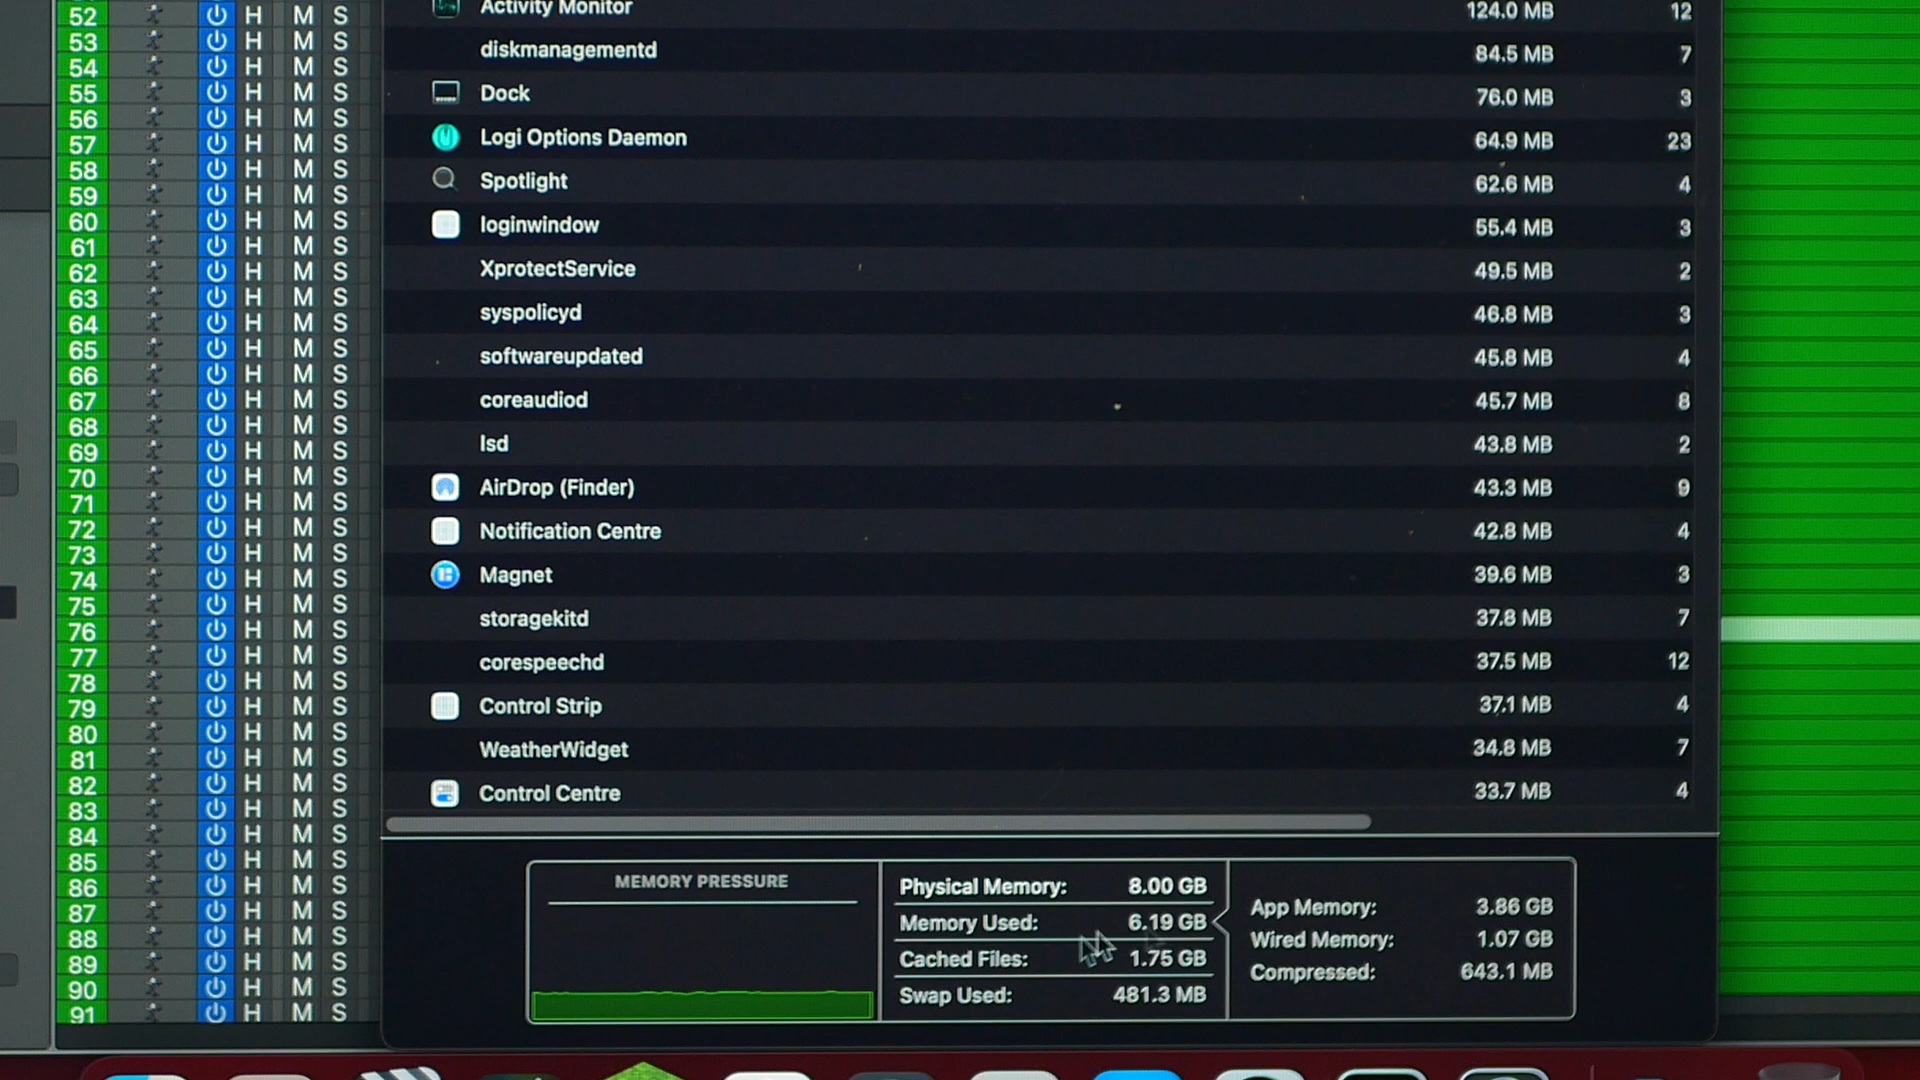 52 H M S
53 H M S
54 H M S
55 H M S
56 H M S
57 H M S
58 H M S
59 H M S
60 H M S
61 H M S
62 H M S
63 H M S
64 H M S
65 H M S
66 H M S
67 H M S
68 H M S
69 H M S
70 H M S
71 H M S
72 H M S
73 H M S
74 H M S
75 H M S
76 H M S
77 H M S
78 H M S
79 H M S
80 H M S
81 H M S
82 H M S
83 H M S
84 H M S
85 H M S
86 H M S
87 H M S
88 H M S
89 H M S
90 H M S
91 H M S
Activity Monitor 124.0 MB 12
diskmanagementd 84.5 MB 7
Dock 76.0 MB 3
Logi Options Daemon 64.9 MB 23
Spotlight 62.6 MB 4
loginwindow 55.4 MB 3
XprotectService 49.5 MB 2
syspolicyd 46.8 MB 3
softwareupdated 45.8 MB 4
coreaudiod 45.7 MB 8
lsd 43.8 MB 2
AirDrop (Finder) 43.3 MB 9
Notification Centre 42.8 MB 4
Magnet 39.6 MB 3
storagekitd 37.8 MB 7
corespeechd 37.5 MB 12
Control Strip 37.1 MB 4
WeatherWidget 34.8 MB 7
Control Centre 33.7 MB 4
MEMORY PRESSURE
Physical Memory: 8.00 GB
Memory Used: 6.19 GB
Cached Files: 1.75 GB
Swap Used: 481.3 MB
App Memory: 3.86 GB
Wired Memory: 1.07 GB
Compressed: 643.1 MB